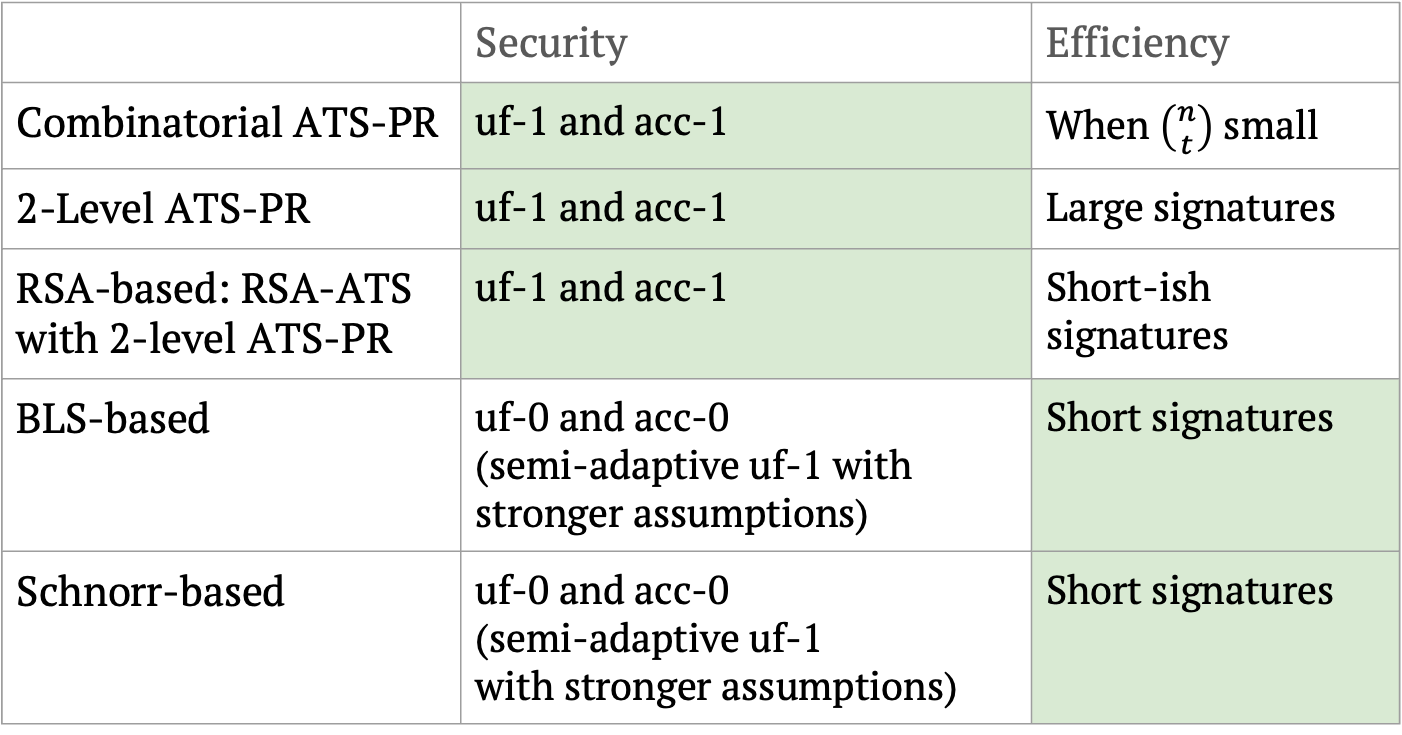 Security Efficiency
Combinatorial ATS-PR uf-1 and acc-1 When (n t) small
2-Level ATS-PR uf-1 and acc-1 Large signatures
RSA-based: RSA-ATS uf-1 and acc-1 Short-ish
with 2-level ATS-PR signatures
BLS-based uf-0 and acc-0 Short signatures
(semi-adaptive uf-1 with
stronger assumptions)
Schnorr-based uf-0 and acc-0 Short signatures
(semi-adaptive uf-1
with stronger assumptions)